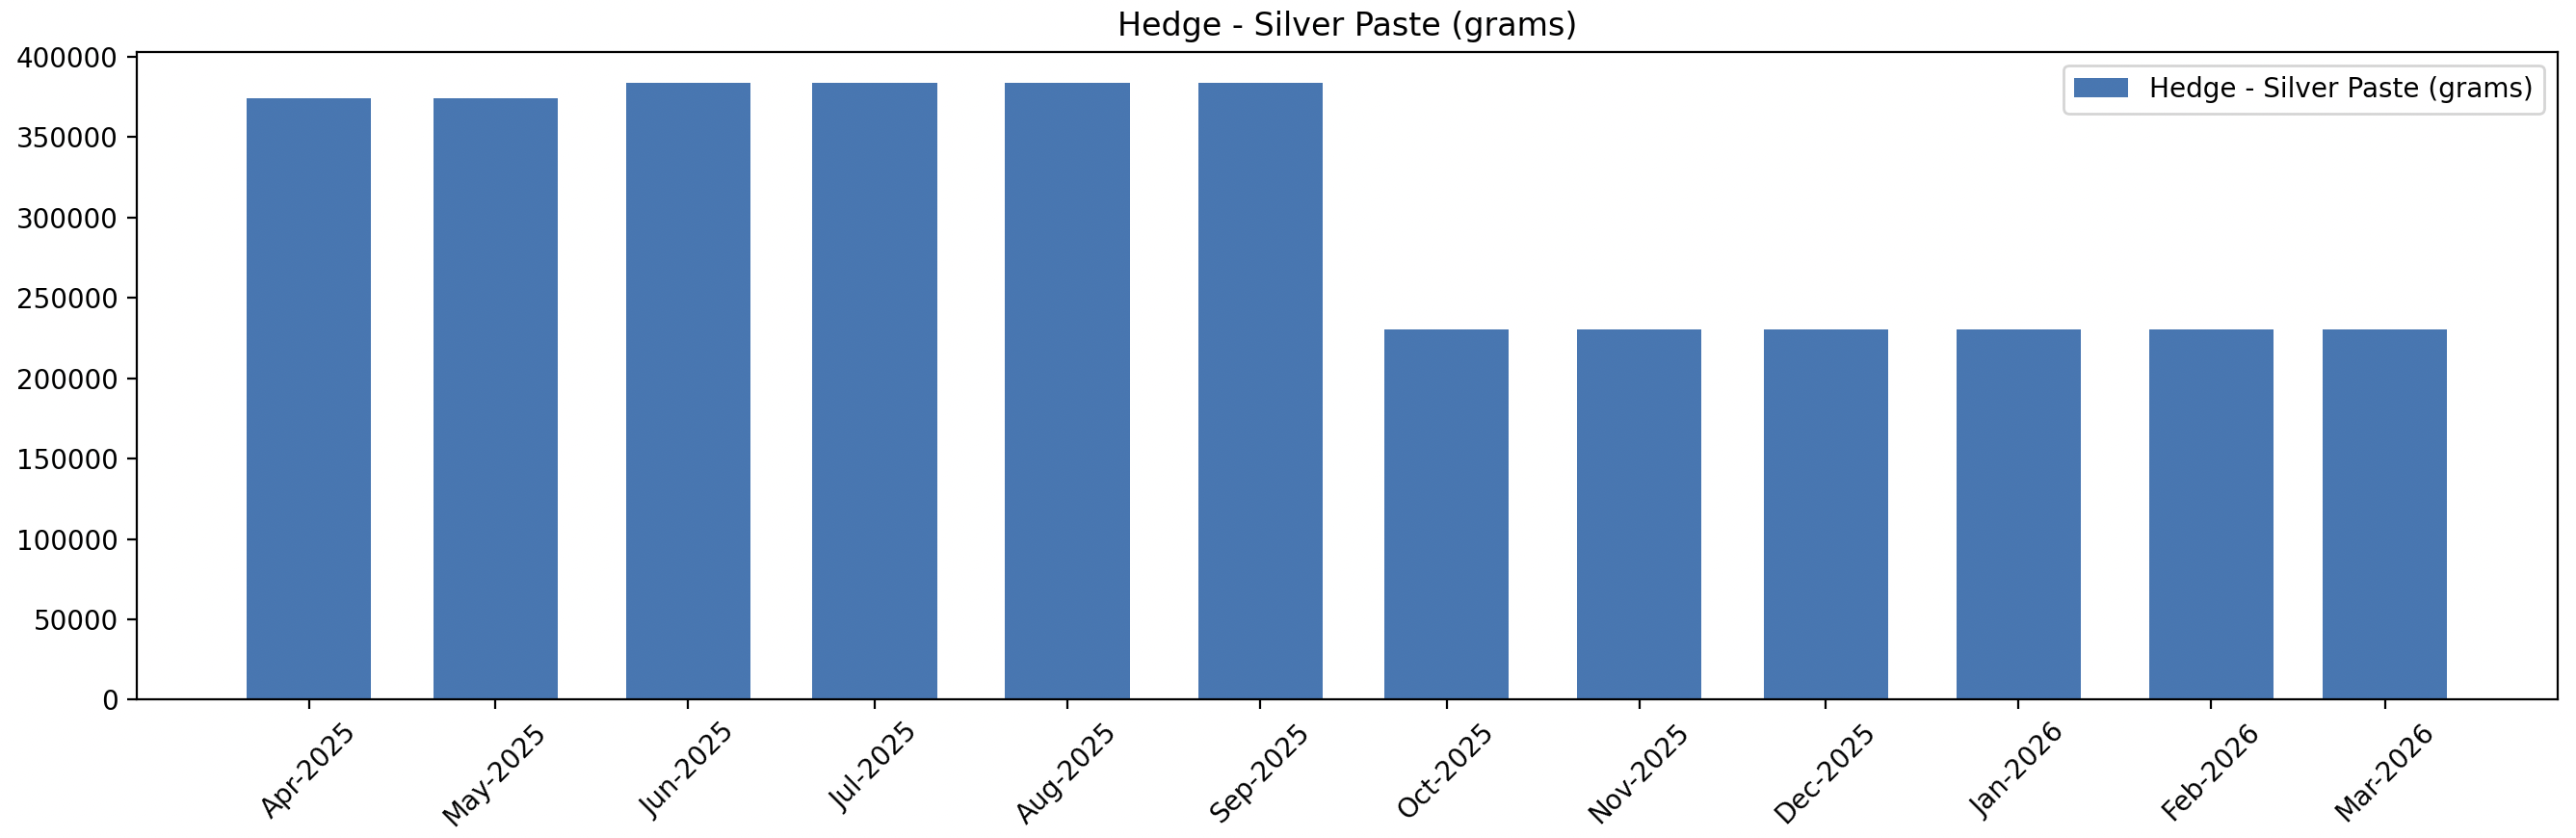 Hedge - Silver Paste (grams)
400000
350000
300000
250000
200000
150000
100000
50000
0
Hedge - Silver Paste (grams)
Apr-2025
May-2025
Jun-2025
Jul-2025
Aug-2025
Sep-2025
Oct-2025
Nov-2025
Dec-2025
Jan-2026
Feb-2026
Mar-2026